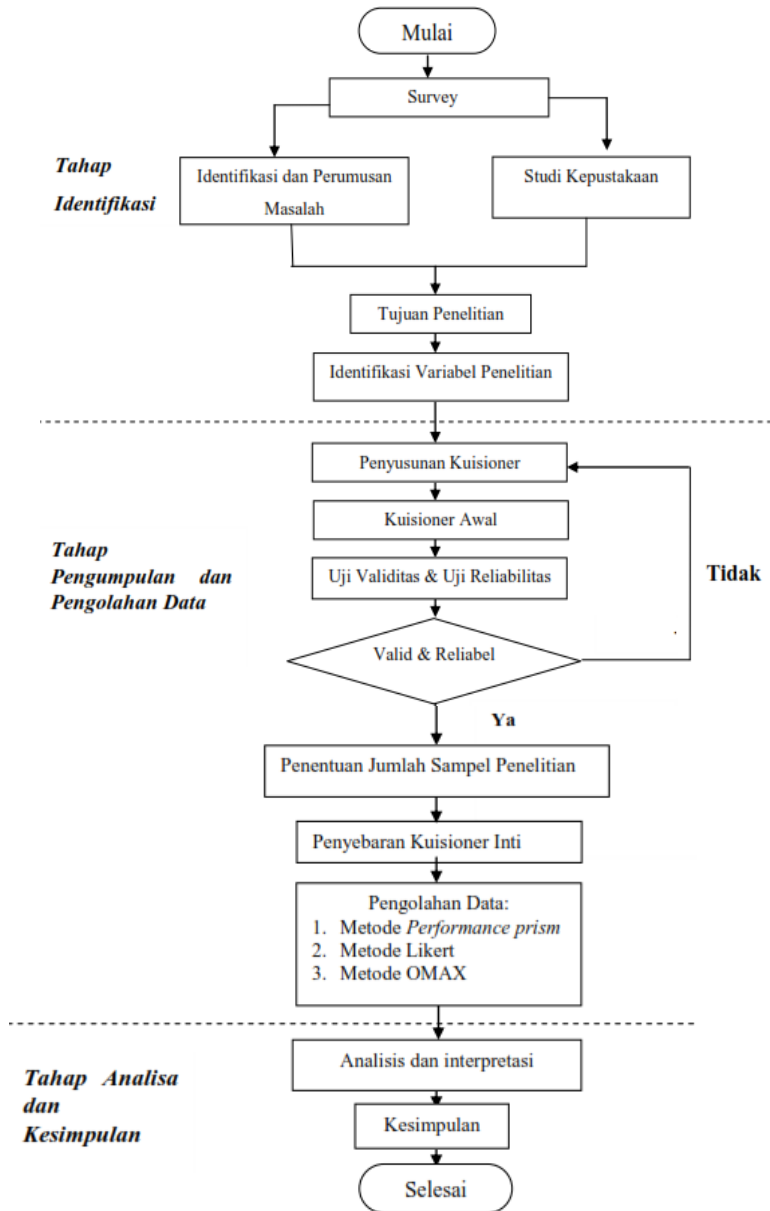 Mulai
Survey
Tahap
Identifikasi
Identifikasi dan Perumusan
Masalah
Studi Kepustakaan
Tujuan Penelitian
Identifikasi Variabel Penelitian
Tahap
Pengumpulan dan
Pengolahan Data
Penyusunan Kuisioner
Kuisioner Awal
Uji Validitas & Uji Reliabilitas
Tidak
Valid & Reliabel
Ya
Penentuan Jumlah Sampel Penelitian
Penyebaran Kuisioner Inti
Pengolahan Data:
1. Metode Performance prism
2. Metode Likert
3. Metode OMAX
Tahap Analisa
dan
Kesimpulan
Analisis dan interpretasi
Kesimpulan
Selesai